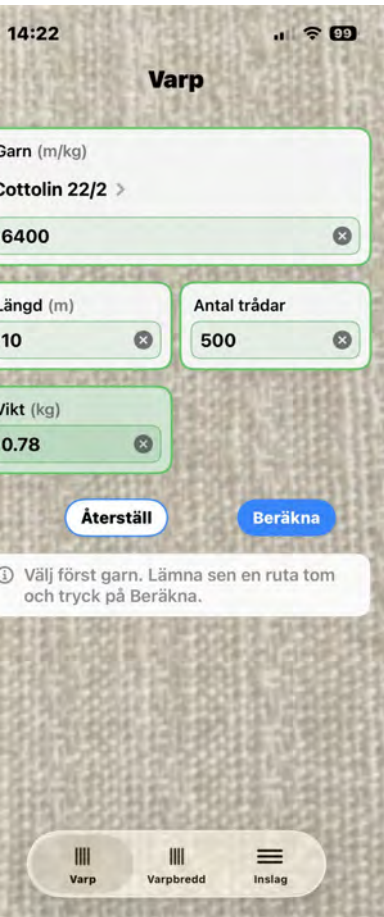 14:22
99
Varp
Garn (m/kg)
Cottolin 22/2 >
6400
Längd (m)
Antal trådar
10
500
Vikt (kg)
0.78
Återställ
Beräkna
Välj först garn. Lämna sen en ruta tom
och tryck på Beräkna.
Varp
Varpbredd
Inslag